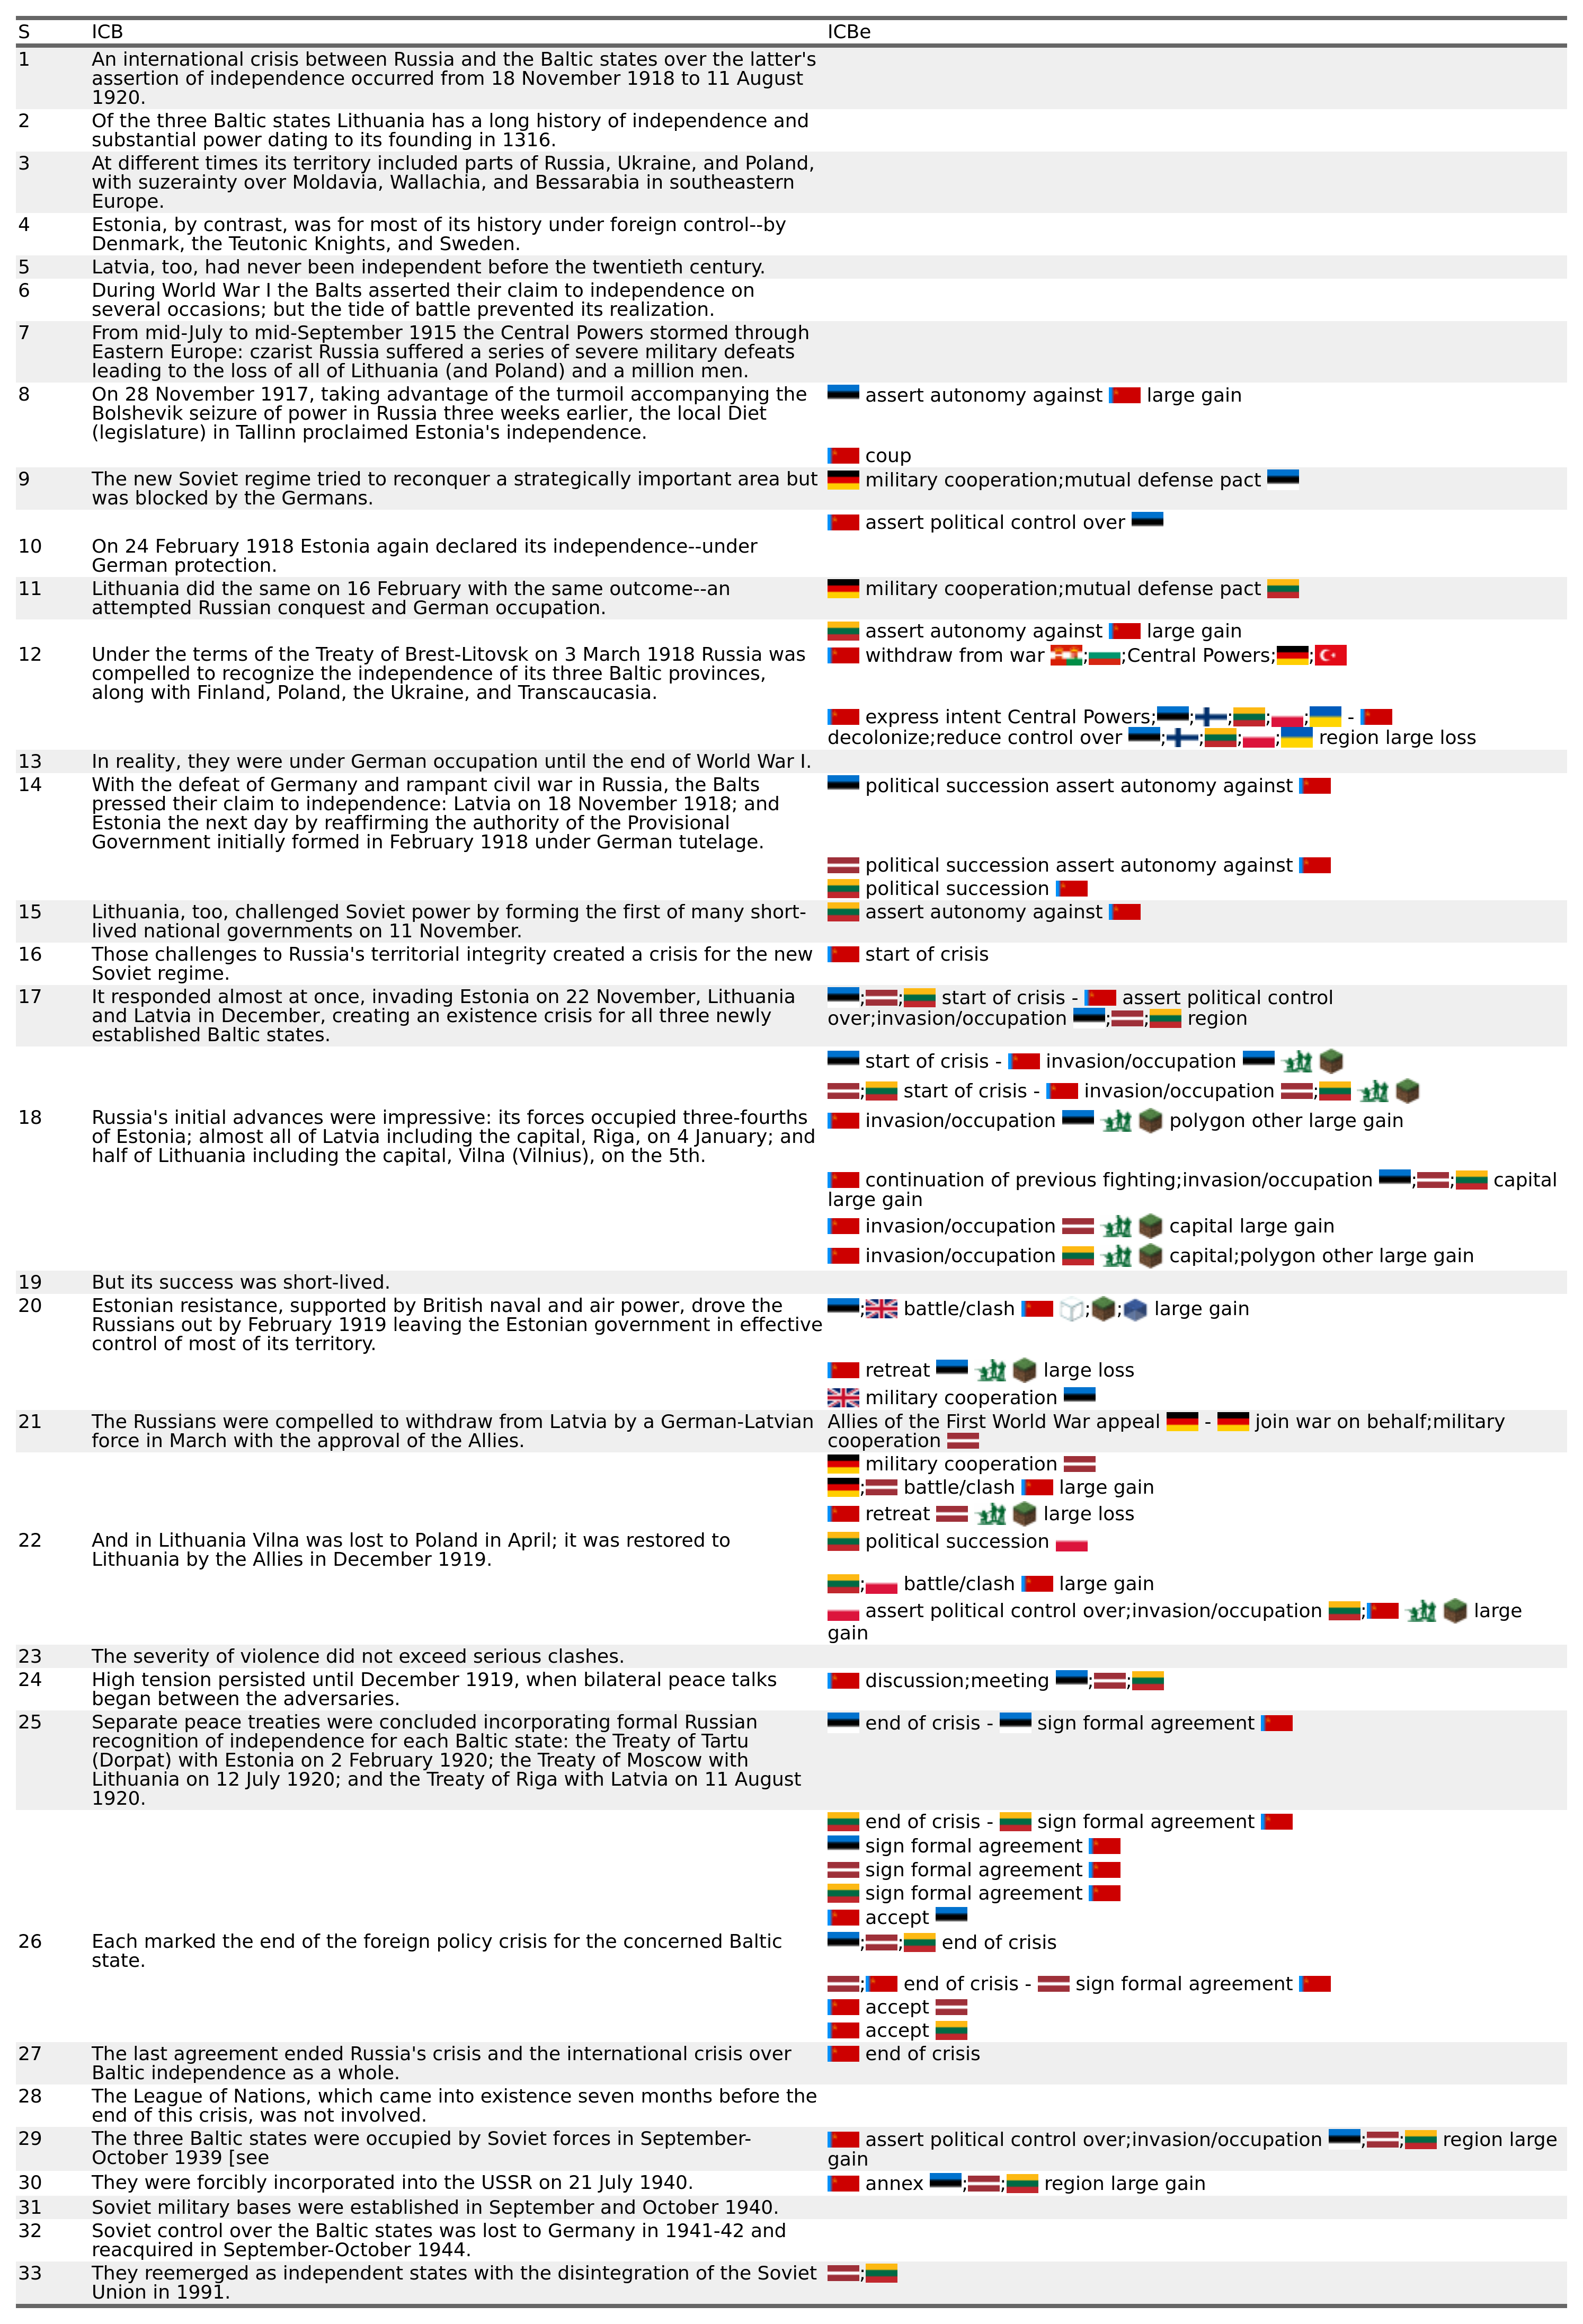 S ICB ICBe
1 An international crisis between Russia and the Baltic states over the latter's
assertion of independence occurred from 18 November 1918 to 11 August
1920.
2 Of the three Baltic states Lithuania has a long history of independence and
substantial power dating to its founding in 1316.
3 At different times its territory included parts of Russia, Ukraine, and Poland,
with suzerainty over Moldavia, Wallachia, and Bessarabia in southeastern
Europe.
4 Estonia, by contrast, was for most of its history under foreign control--by
Denmark, the Teutonic Knights, and Sweden.
5 Latvia, too, had never been independent before the twentieth century.
6 During World War I the Balts asserted their claim to independence on
several occasions; but the tide of battle prevented its realization.
7 From mid-July to mid-September 1915 the Central Powers stormed through
Eastern Europe: czarist Russia suffered a series of severe military defeats
leading to the loss of all of Lithuania (and Poland) and a million men.
8 On 28 November 1917, taking advantage of the turmoil accompanying the
Bolshevik seizure of power in Russia three weeks earlier, the local Diet
(legislature) in Tallinn proclaimed Estonia's independence.
assert autonomy against large gain
coup
9 The new Soviet regime tried to reconquer a strategically important area but
was blocked by the Germans.
military cooperation;mutual defense pact
assert political control over
10 On 24 February 1918 Estonia again declared its independence--under
German protection.
11 Lithuania did the same on 16 February with the same outcome--an
attempted Russian conquest and German occupation.
military cooperation;mutual defense pact
assert autonomy against large gain
12 Under the terms of the Treaty of Brest-Litovsk on 3 March 1918 Russia was
compelled to recognize the independence of its three Baltic provinces,
along with Finland, Poland, the Ukraine, and Transcaucasia.
withdraw from war ; ;Central Powers; ;
express intent Central Powers; ; ; ; ; -
decolonize;reduce control over ; ; ; ; region large loss
13 In reality, they were under German occupation until the end of World War I.
14 With the defeat of Germany and rampant civil war in Russia, the Balts
pressed their claim to independence: Latvia on 18 November 1918; and
Estonia the next day by reaffirming the authority of the Provisional
Government initially formed in February 1918 under German tutelage.
political succession assert autonomy against
political succession assert autonomy against
political succession
15 Lithuania, too, challenged Soviet power by forming the first of many short-
lived national governments on 11 November.
assert autonomy against
16 Those challenges to Russia's territorial integrity created a crisis for the new
Soviet regime.
start of crisis
17 It responded almost at once, invading Estonia on 22 November, Lithuania
and Latvia in December, creating an existence crisis for all three newly
established Baltic states.
; ; start of crisis - assert political control
over;invasion/occupation ; ; region
start of crisis - invasion/occupation
; start of crisis - invasion/occupation ;
18 Russia's initial advances were impressive: its forces occupied three-fourths
of Estonia; almost all of Latvia including the capital, Riga, on 4 January; and
half of Lithuania including the capital, Vilna (Vilnius), on the 5th.
invasion/occupation polygon other large gain
continuation of previous fighting;invasion/occupation ; ; capital
large gain
invasion/occupation capital large gain
invasion/occupation capital;polygon other large gain
19 But its success was short-lived.
20 Estonian resistance, supported by British naval and air power, drove the
Russians out by February 1919 leaving the Estonian government in effective
control of most of its territory.
; battle/clash ; ; large gain
retreat large loss
military cooperation
21 The Russians were compelled to withdraw from Latvia by a German-Latvian
force in March with the approval of the Allies.
Allies of the First World War appeal - join war on behalf;military
cooperation
military cooperation
; battle/clash large gain
retreat large loss
22 And in Lithuania Vilna was lost to Poland in April; it was restored to
Lithuania by the Allies in December 1919.
political succession
; battle/clash large gain
assert political control over;invasion/occupation ; large
gain
23 The severity of violence did not exceed serious clashes.
24 High tension persisted until December 1919, when bilateral peace talks
began between the adversaries.
discussion;meeting ; ;
25 Separate peace treaties were concluded incorporating formal Russian
recognition of independence for each Baltic state: the Treaty of Tartu
(Dorpat) with Estonia on 2 February 1920; the Treaty of Moscow with
Lithuania on 12 July 1920; and the Treaty of Riga with Latvia on 11 August
1920.
end of crisis - sign formal agreement
end of crisis - sign formal agreement
sign formal agreement
sign formal agreement
sign formal agreement
accept
26 Each marked the end of the foreign policy crisis for the concerned Baltic
state.
; ; end of crisis
; end of crisis - sign formal agreement
accept
accept
27 The last agreement ended Russia's crisis and the international crisis over
Baltic independence as a whole.
end of crisis
28 The League of Nations, which came into existence seven months before the
end of this crisis, was not involved.
29 The three Baltic states were occupied by Soviet forces in September-
October 1939 [see
assert political control over;invasion/occupation ; ; region large
gain
30 They were forcibly incorporated into the USSR on 21 July 1940.
annex ; ; region large gain
31 Soviet military bases were established in September and October 1940.
32 Soviet control over the Baltic states was lost to Germany in 1941-42 and
reacquired in September-October 1944.
33 They reemerged as independent states with the disintegration of the Soviet
Union in 1991.
;